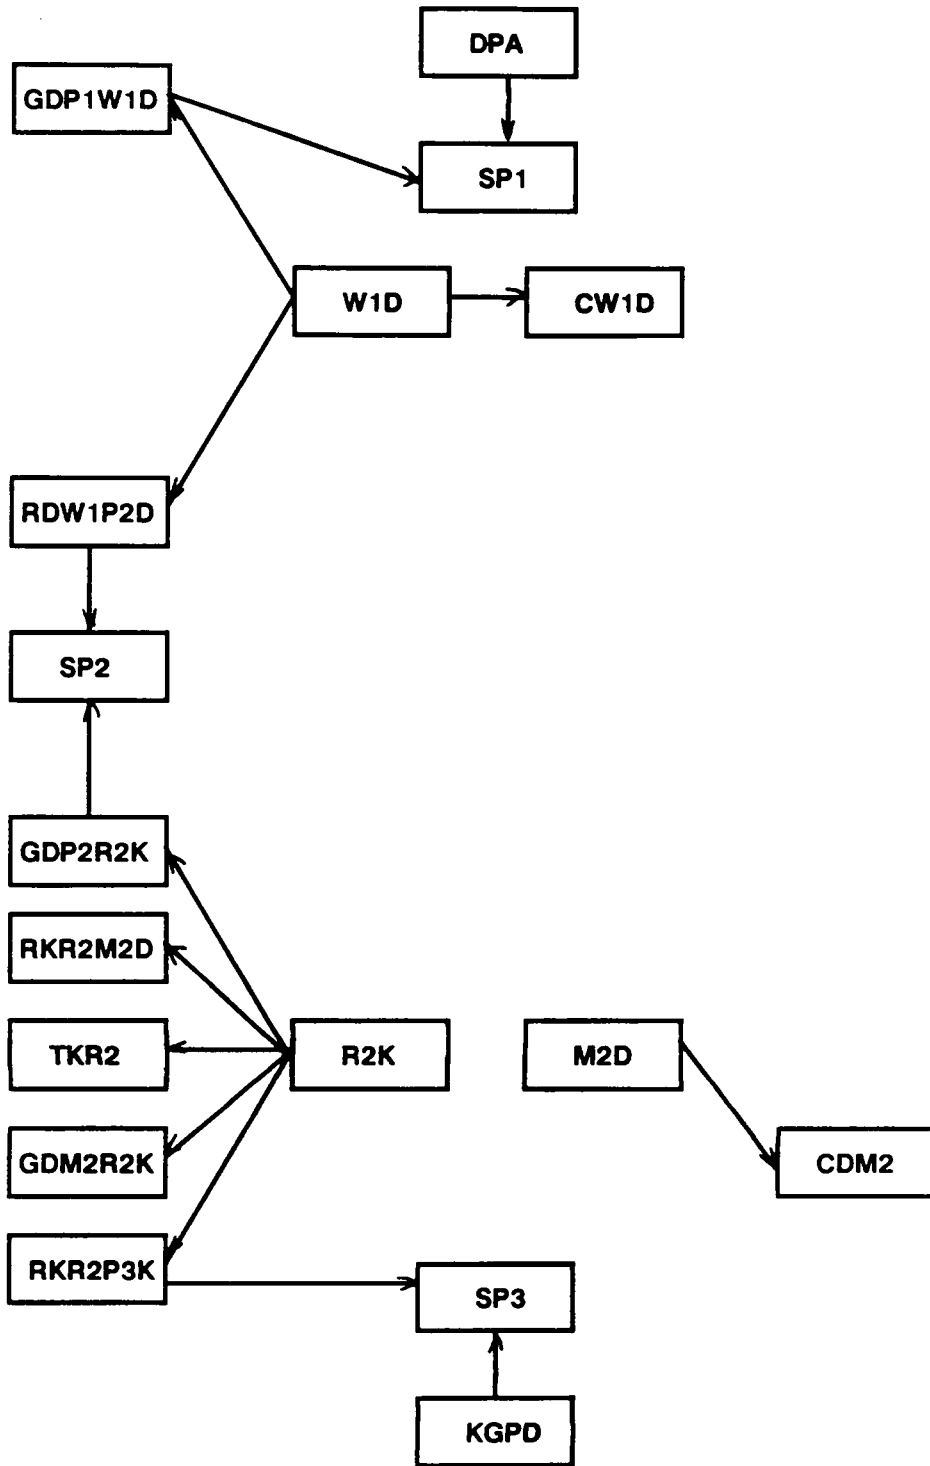 DPA
GDP1W1D
SP1
W1D
CW1D
RDW1P2D
SP2
GDP2R2K
RKR2M2D
TKR2
R2K
M2D
GDM2R2K
CDM2
RKR2P3K
SP3
KGPD